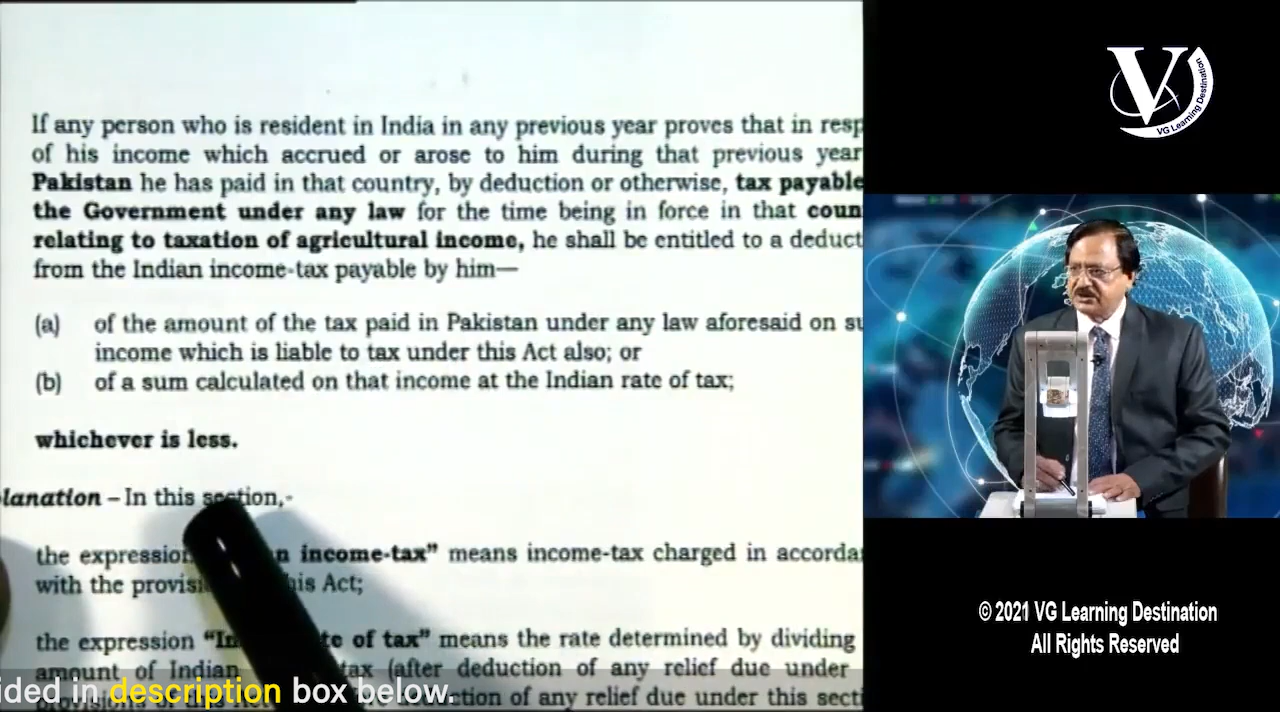 If any person who is resident in India in any previous year proves that in resp
of his income which accrued or arose to him during that previous year
Pakistan he has paid in that country, by deduction or otherwise, tax payable
the Government under any law for the time being in force in that coun
relating to taxation of agricultural income, he shall be entitled to a deduct
from the Indian income-tax payable by him—
(a) of the amount of the tax paid in Pakistan under any law aforesaid on su
income which is liable to tax under this Act also; or
(b) of a sum calculated on that income at the Indian rate of tax;
whichever is less.
lanation – In this section,-
the expression n income-tax" means income-tax charged in accorda
with the provisi his Act;
the expression "In te of tax" means the rate determined by dividing
amount of Indian tax (after deduction of any relief due under
duction of any relief due under this secti
ided in description box below.
V
VG Learning Destination
© 2021 VG Learning Destination
All Rights Reserved